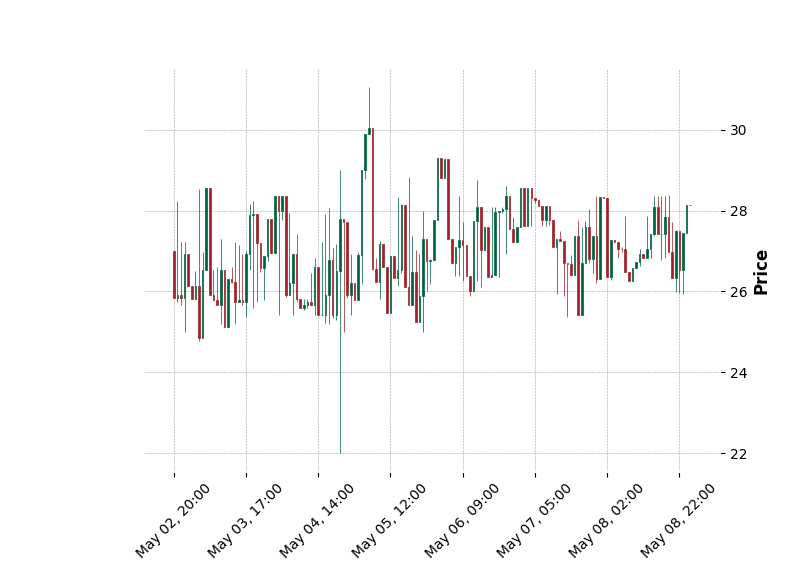 30
28
26
24
22
Price
May 02, 20:00
May 03, 17:00
May 04, 14:00
May 05, 12:00
May 06, 09:00
May 07, 05:00
May 08, 02:00
May 08, 22:00